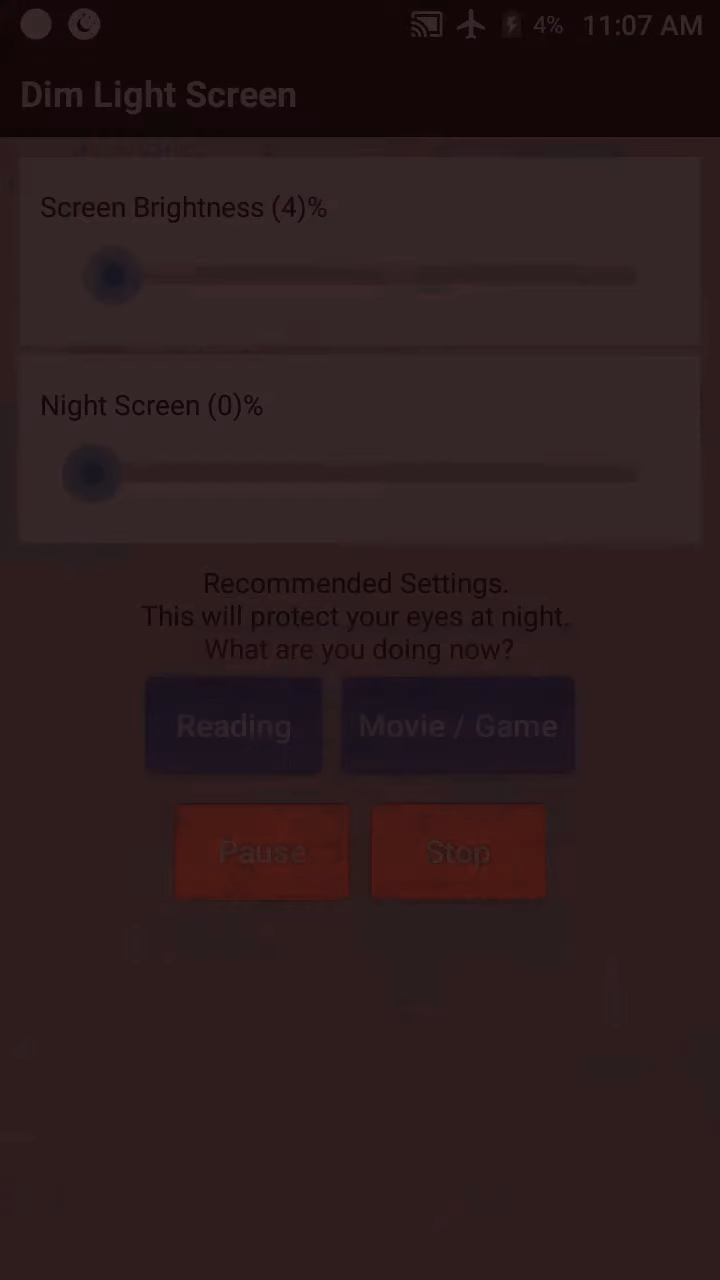 4% 11:07 AM
Dim Light Screen
Screen Brightness (4)%
Night Screen (0)%
Recommended Settings.
This will protect your eyes at night.
What are you doing now?
Reading Movie / Game
Pause Stop